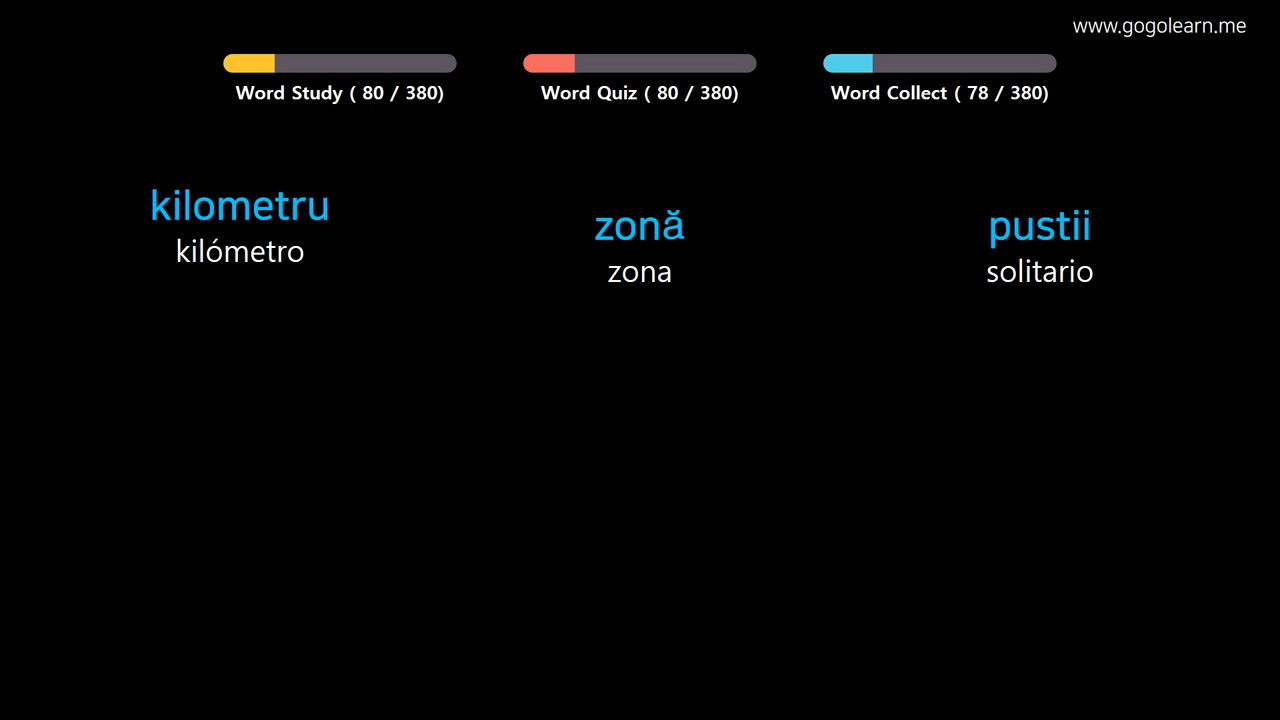 www.gogolearn.me
Word Study ( 80 / 380)
Word Quiz ( 80 / 380)
Word Collect ( 78 / 380)
kilometru
kilómetro
zonă
zona
pustii
solitario